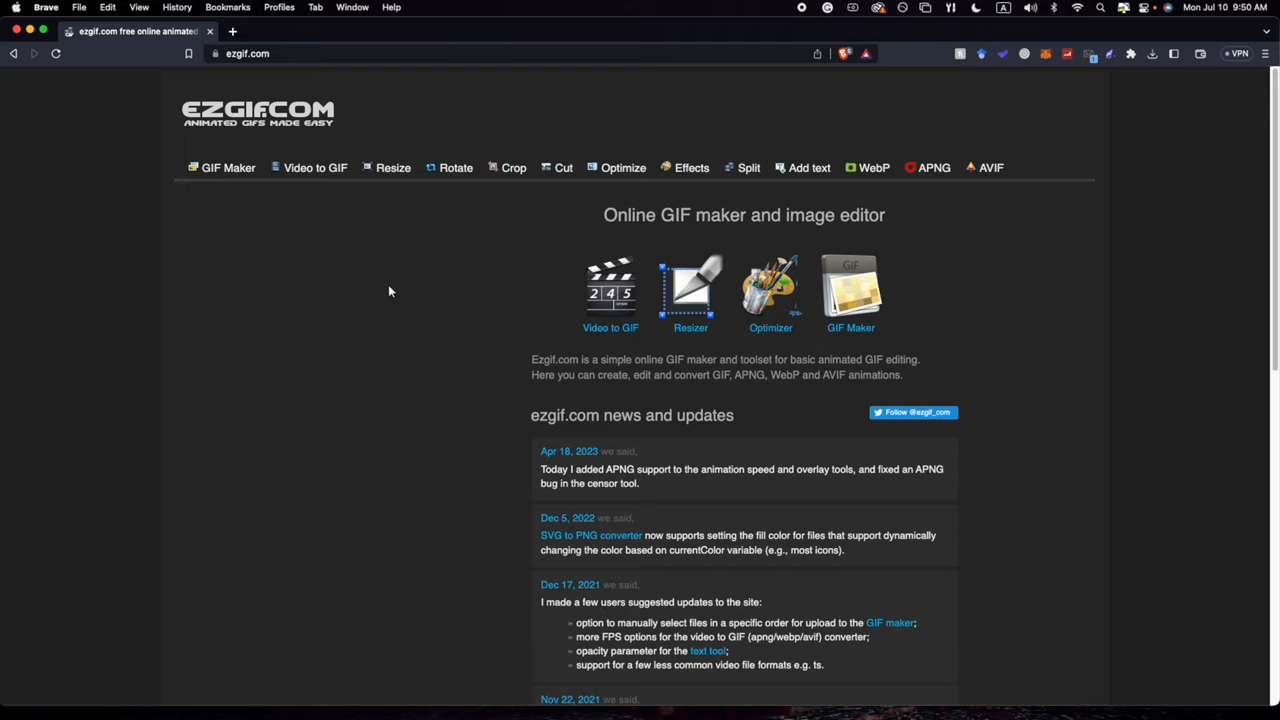 Brave File Edit View History Bookmarks Profiles Tab Window Help
A
Mon Jul 10 9:50 AM
ezgif.com free online animated
ezgif.com
VPN
EZGIF.COM
ANIMATED GIFS MADE EASY
GIF Maker Video to GIF Resize Rotate Crop Cut Optimize Effects Split Add text WebP APNG AVIF
Online GIF maker and image editor
2 4 5
GIF
Video to GIF Resizer Optimizer GIF Maker
Ezgif.com is a simple online GIF maker and toolset for basic animated GIF editing.
Here you can create, edit and convert GIF, APNG, WebP and AVIF animations.
ezgif.com news and updates
Follow @ezgif_com
Apr 18, 2023 we said,
Today I added APNG support to the animation speed and overlay tools, and fixed an APNG
bug in the censor tool.
Dec 5, 2022 we said,
SVG to PNG converter now supports setting the fill color for files that support dynamically
changing the color based on currentColor variable (e.g., most icons).
Dec 17, 2021 we said,
I made a few users suggested updates to the site:
» option to manually select files in a specific order for upload to the GIF maker;
» more FPS options for the video to GIF (apng/webp/avif) converter;
» opacity parameter for the text tool;
» support for a few less common video file formats e.g. ts.
Nov 22, 2021 we said,